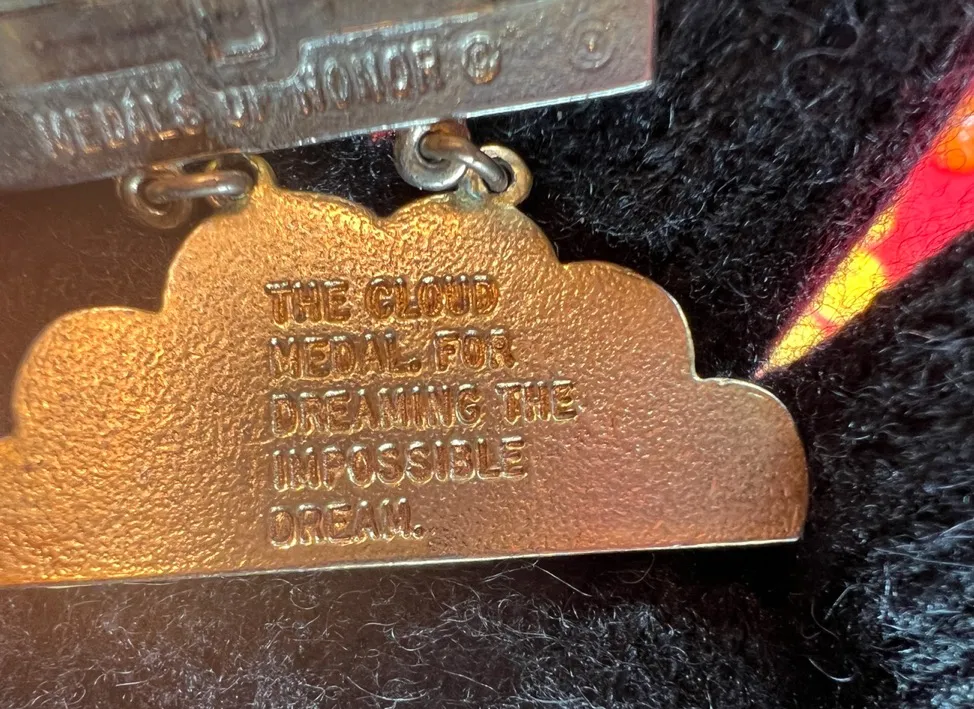 MEDALS OF HONOR ©
THE CLOUD
MEDAL. FOR
DREAMING THE
IMPOSSIBLE
DREAM.